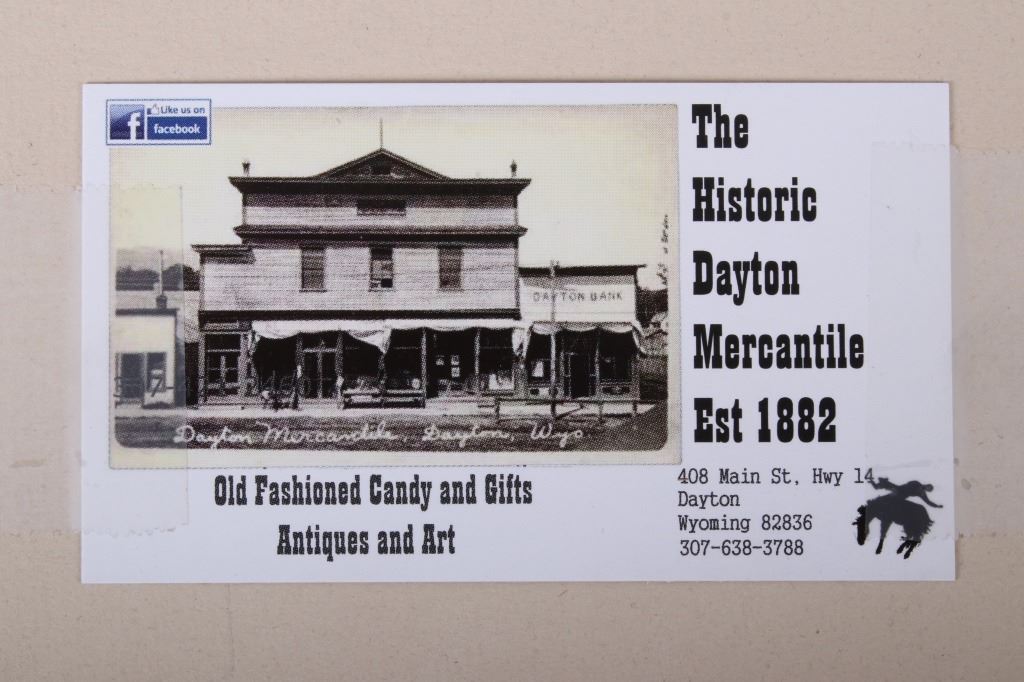 Like us on
facebook
The
Historic
Dayton
Mercantile
Est 1882
DAYTON BANK
Dayton Mercantile, Dayton, Wyo.
Old Fashioned Candy and Gifts
Antiques and Art
408 Main St, Hwy 14
Dayton
Wyoming 82836
307-638-3788